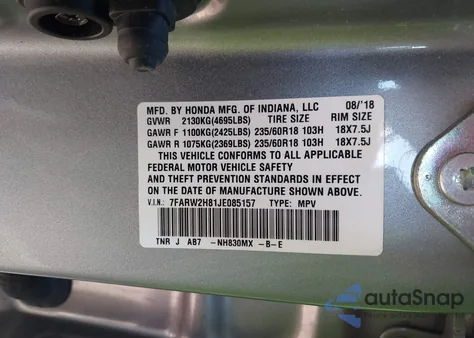 MFD. BY HONDA MFG. OF INDIANA, LLC 08/'18
GVWR 2130KG(4695LBS) TIRE SIZE RIM SIZE
GAWR F 1100KG(2425LBS) 235/60R18 103H 18X7.5J
GAWR R 1075KG(2369LBS) 235/60R18 103H 18X7.5J
THIS VEHICLE CONFORMS TO ALL APPLICABLE
FEDERAL MOTOR VEHICLE SAFETY
AND THEFT PREVENTION STANDARDS IN EFFECT
ON THE DATE OF MANUFACTURE SHOWN ABOVE.
V.I.N.: 7FARW2H81JE085157 TYPE: MPV
TNR J A87 -NH830MX -B-E
autoSnap